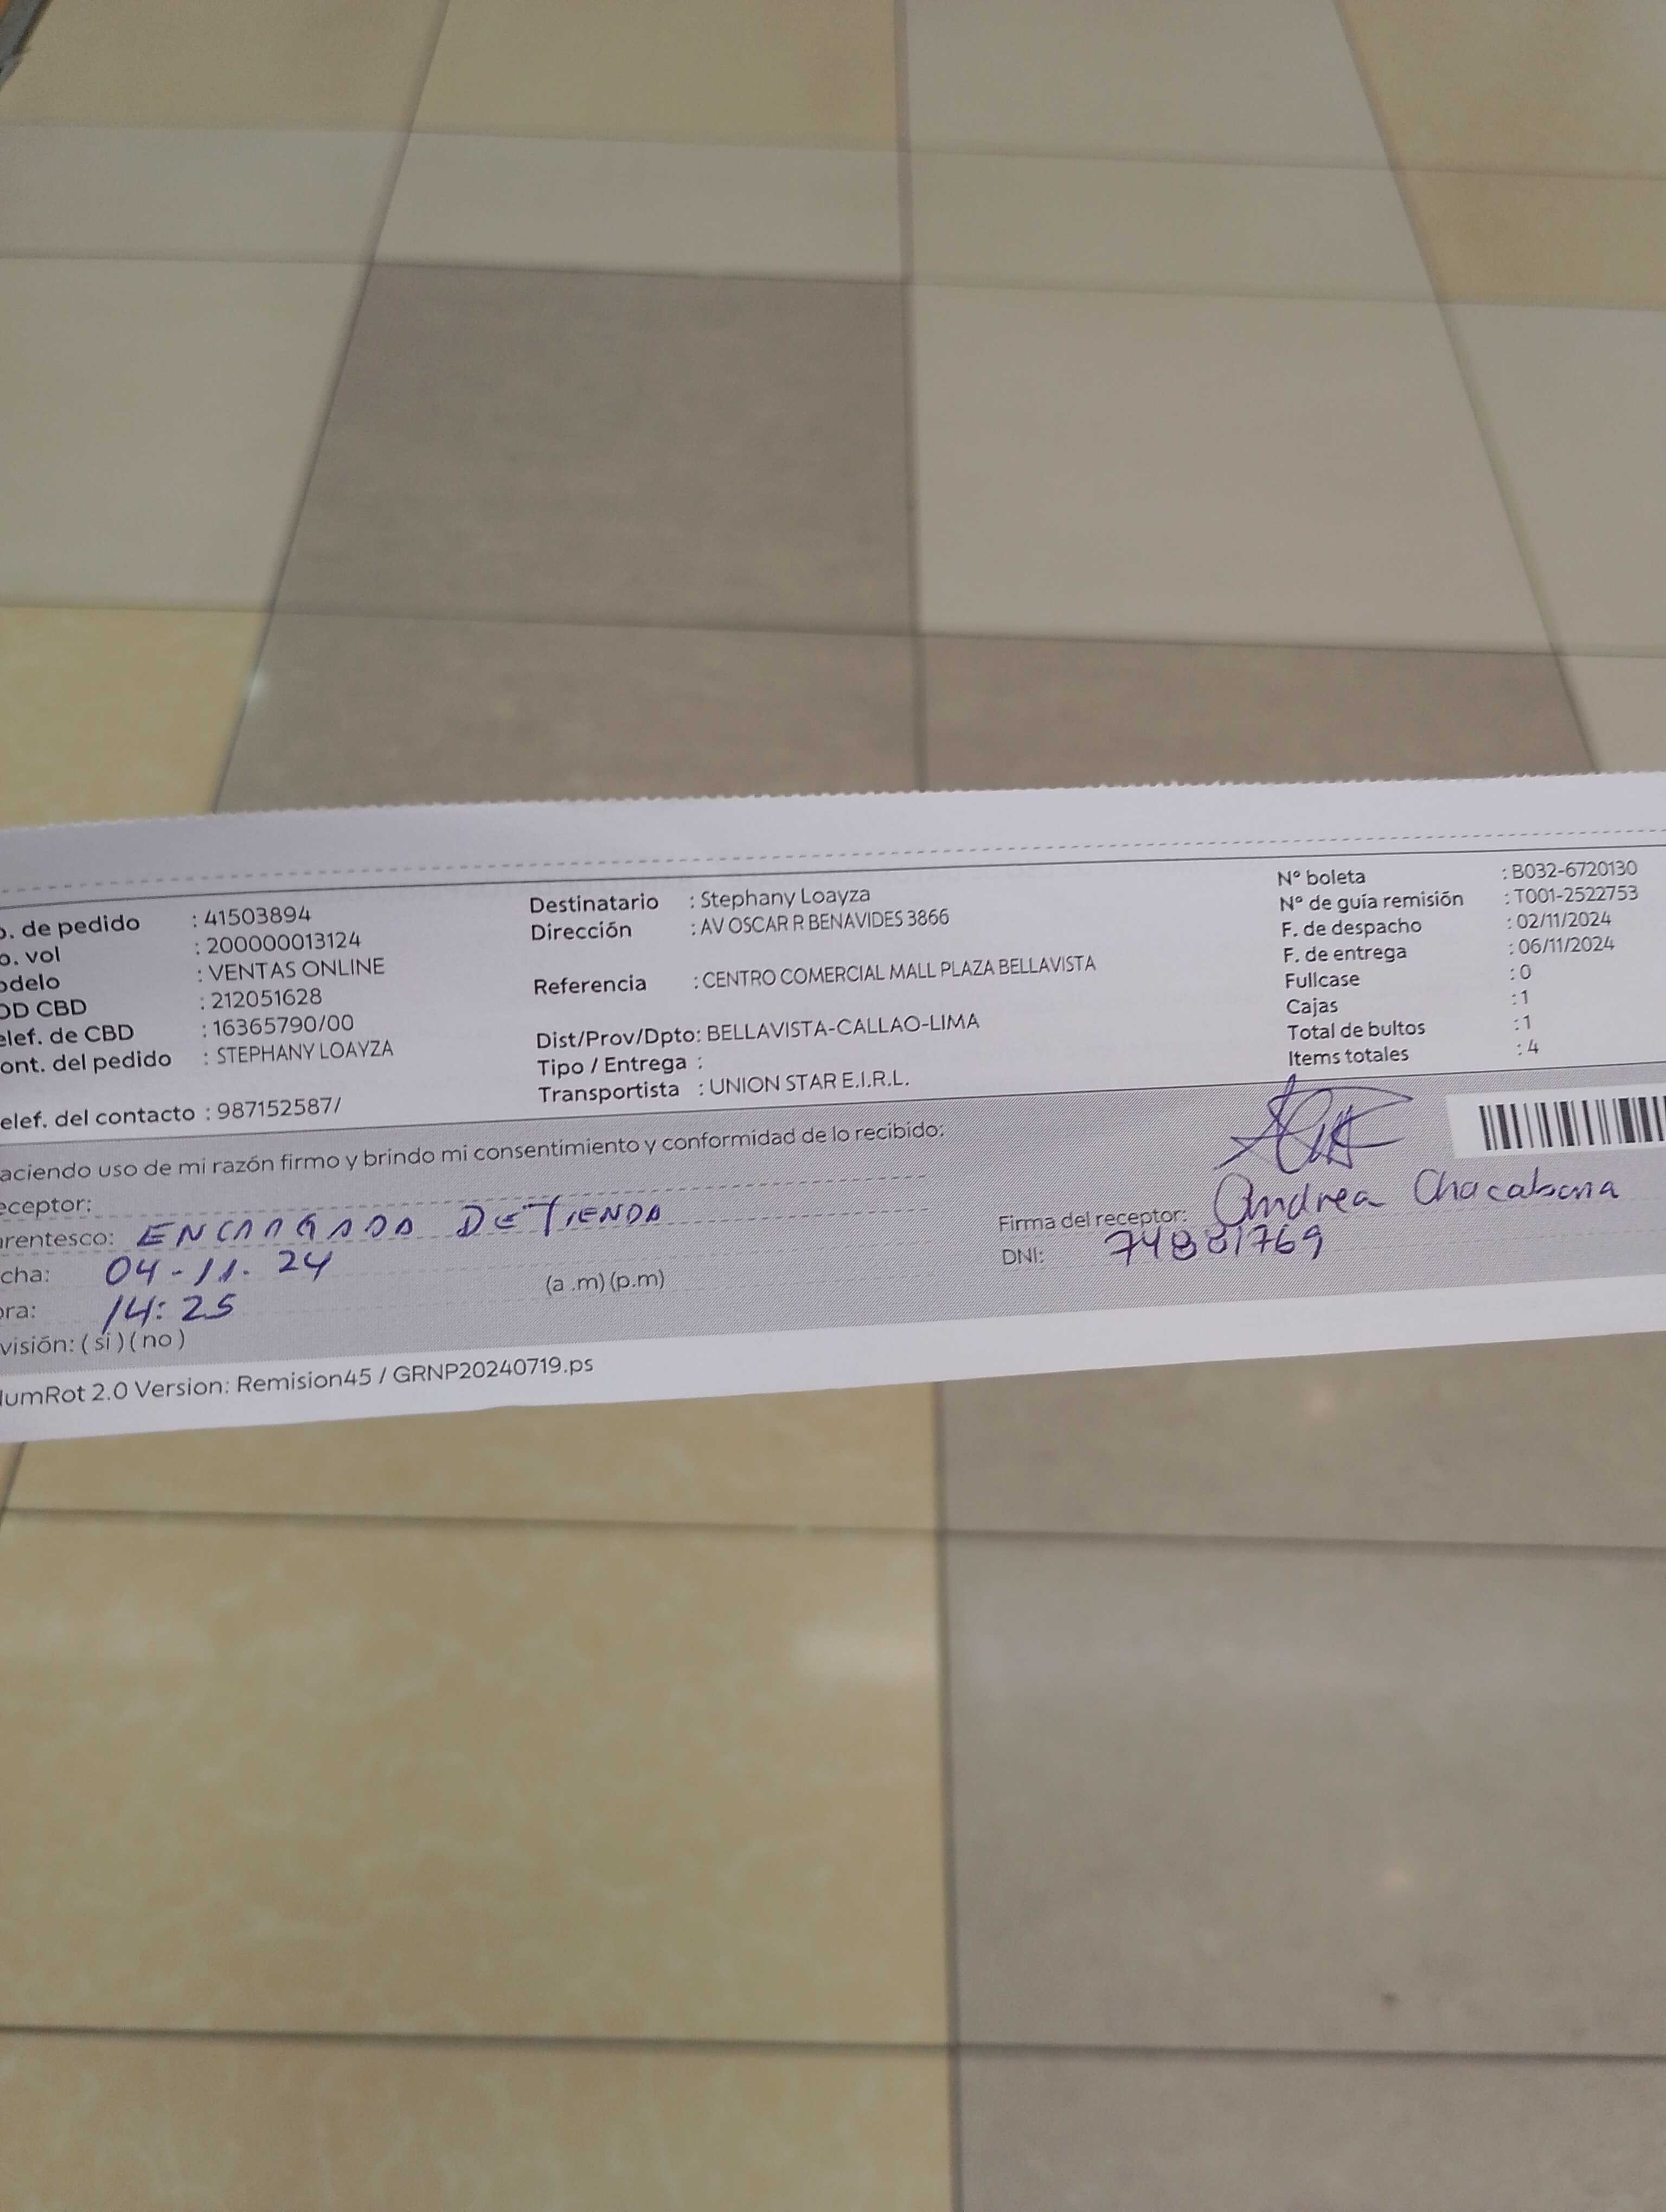 o. de pedido : 41503894
o. vol : 200000013124
odelo : VENTAS ONLINE
OD CBD : 212051628
elef. de CBD : 16365790/00
ont. del pedido : STEPHANY LOAYZA
elef. del contacto : 987152587/
Destinatario : Stephany Loayza
Dirección : AV OSCAR R BENAVIDES 3866
Referencia : CENTRO COMERCIAL MALL PLAZA BELLAVISTA
Dist/Prov/Dpto: BELLAVISTA-CALLAO-LIMA
Tipo / Entrega :
Transportista : UNION STAR E.I.R.L.
N° boleta : B032-6720130
N° de guía remisión : T001-2522753
F. de despacho : 02/11/2024
F. de entrega : 06/11/2024
Fullcase : 0
Cajas : 1
Total de bultos : 1
Items totales : 4
aciendo uso de mi razón firmo y brindo mi consentimiento y conformidad de lo recibido:
eceptor:
arentesco: ENCARGADO DE TIENDA
cha: 04-11-24
ora: 14:25 (a .m) (p.m)
visión: ( si ) ( no )
Firma del receptor: Andrea Chacabana
DNI: 74881769
NumRot 2.0 Version: Remision45 / GRNP20240719.ps